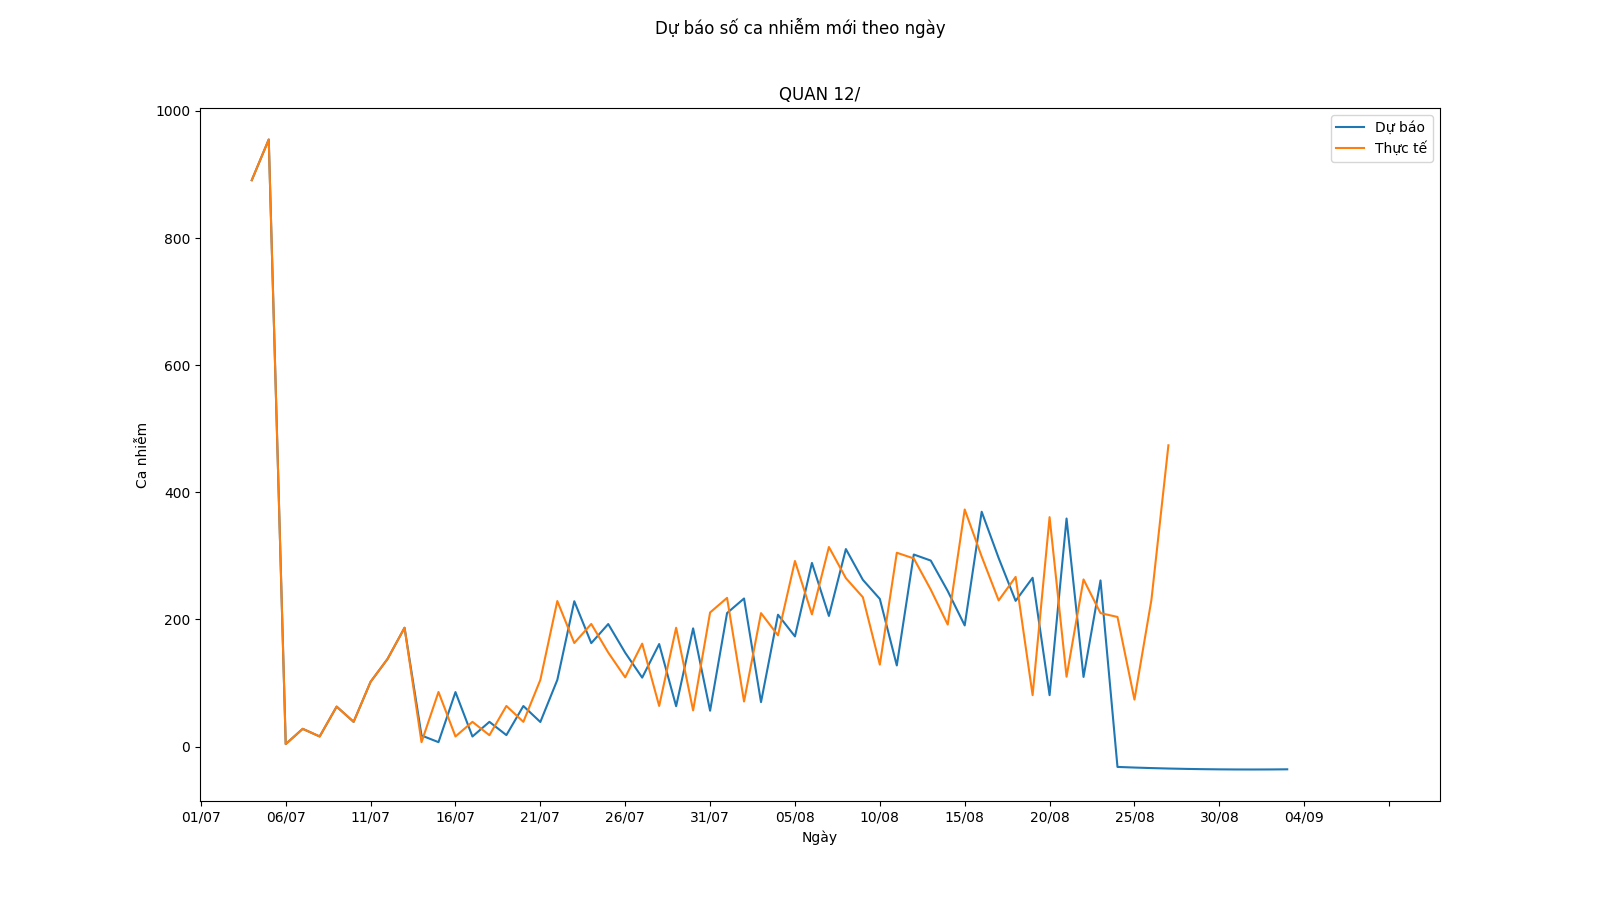 Dự báo số ca nhiễm mới theo ngày
QUAN 12/
Dự báo
Thực tế
1000
800
600
400
200
0
Ca nhiễm
01/07 06/07 11/07 16/07 21/07 26/07 31/07 05/08 10/08 15/08 20/08 25/08 30/08 04/09
Ngày